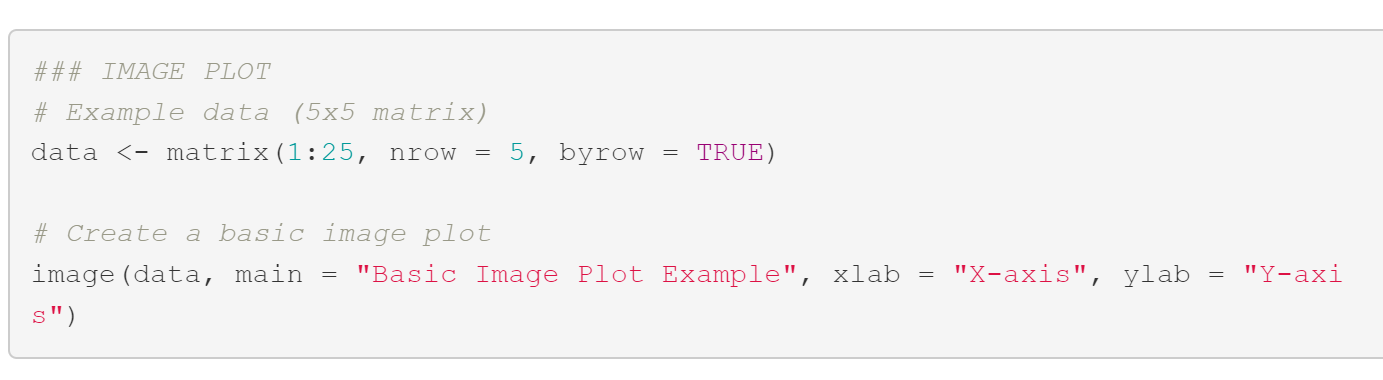 ### IMAGE PLOT
# Example data (5x5 matrix)
data <- matrix(1:25, nrow = 5, byrow = TRUE)
# Create a basic image plot
image(data, main = "Basic Image Plot Example", xlab = "X-axis", ylab = "Y-axi
s")